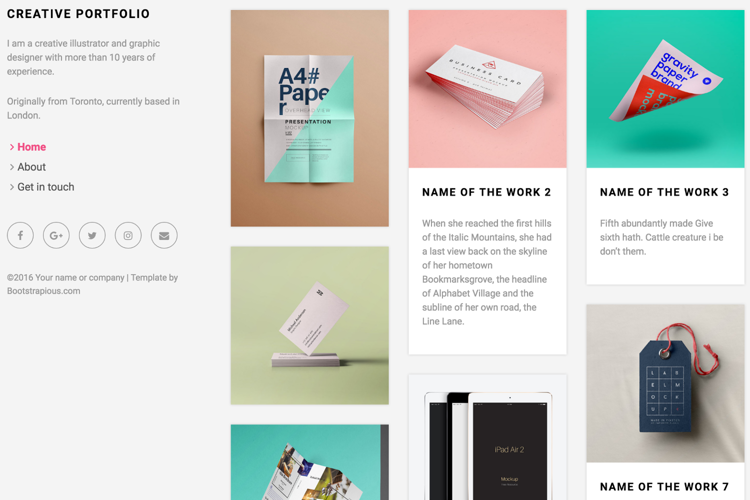 CREATIVE PORTFOLIO
I am a creative illustrator and graphic
designer with more than 10 years of
experience.
Originally from Toronto, currently based in
London.
Home
About
Get in touch
©2016 Your name or company | Template by
Bootstrapious.com
A4#
Pape
r
OVERHEAD VIEW
PRESENTATION
MOCKUP
BUSINESS CARD
PRESENTATION MOCKUP
NAME OF THE WORK 2
When she reached the first hills
of the Italic Mountains, she had
a last view back on the skyline
of her hometown
Bookmarksgrove, the headline
of Alphabet Village and the
subline of her own road, the
Line Lane.
iPad Air 2
Mockup
gravity
paper
brand
NAME OF THE WORK 3
Fifth abundantly made Give
sixth hath. Cattle creature i be
don't them.
L A B
E L M
O C K
U P
NAME OF THE WORK 7